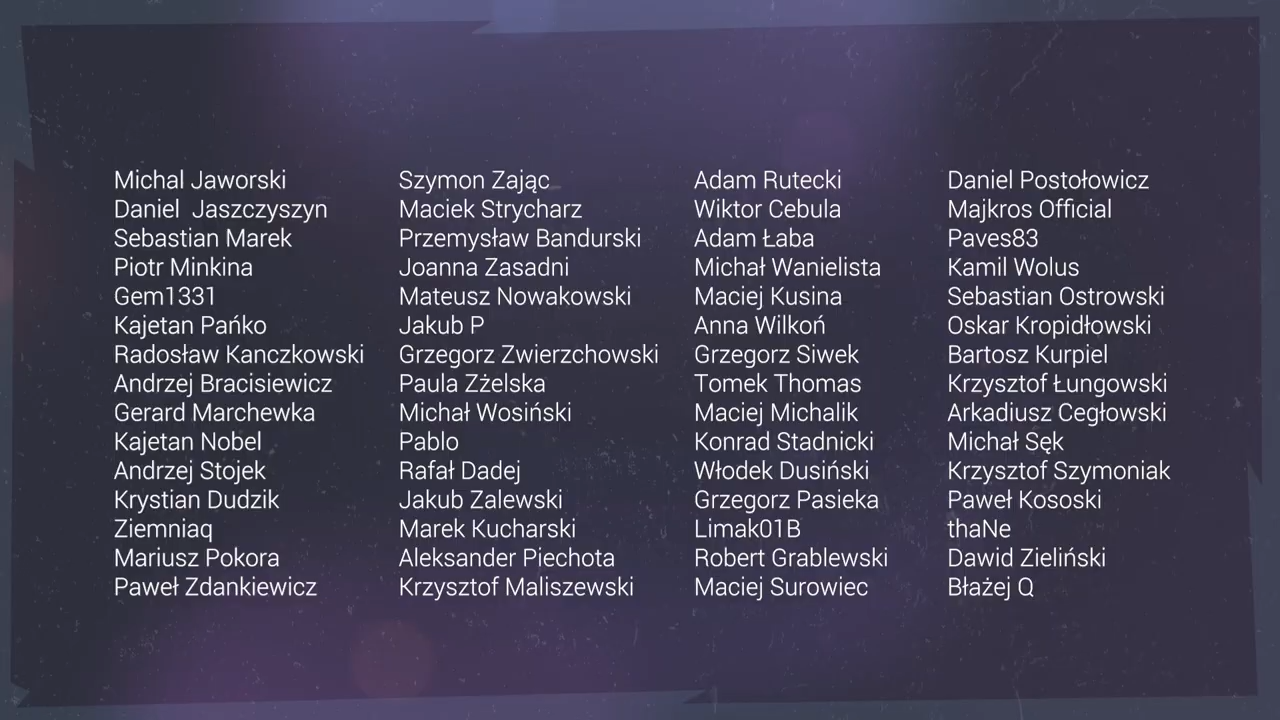 Michal Jaworski
Daniel  Jaszczyszyn
Sebastian Marek
Piotr Minkina
Gem1331
Kajetan Pańko
Radosław Kanczkowski
Andrzej Bracisiewicz
Gerard Marchewka
Kajetan Nobel
Andrzej Stojek
Krystian Dudzik
Ziemniaq
Mariusz Pokora
Paweł Zdankiewicz
Szymon Zając
Maciek Strycharz
Przemysław Bandurski
Joanna Zasadni
Mateusz Nowakowski
Jakub P
Grzegorz Zwierzchowski
Paula Zżelska
Michał Wosiński
Pablo
Rafał Dadej
Jakub Zalewski
Marek Kucharski
Aleksander Piechota
Krzysztof Maliszewski
Adam Rutecki
Wiktor Cebula
Adam Łaba
Michał Wanielista
Maciej Kusina
Anna Wilkoń
Grzegorz Siwek
Tomek Thomas
Maciej Michalik
Konrad Stadnicki
Włodek Dusiński
Grzegorz Pasieka
Limak01B
Robert Grablewski
Maciej Surowiec
Daniel Postołowicz
Majkros Official
Paves83
Kamil Wolus
Sebastian Ostrowski
Oskar Kropidłowski
Bartosz Kurpiel
Krzysztof Łungowski
Arkadiusz Cegłowski
Michał Sęk
Krzysztof Szymoniak
Paweł Kososki
thaNe
Dawid Zieliński
Błażej Q